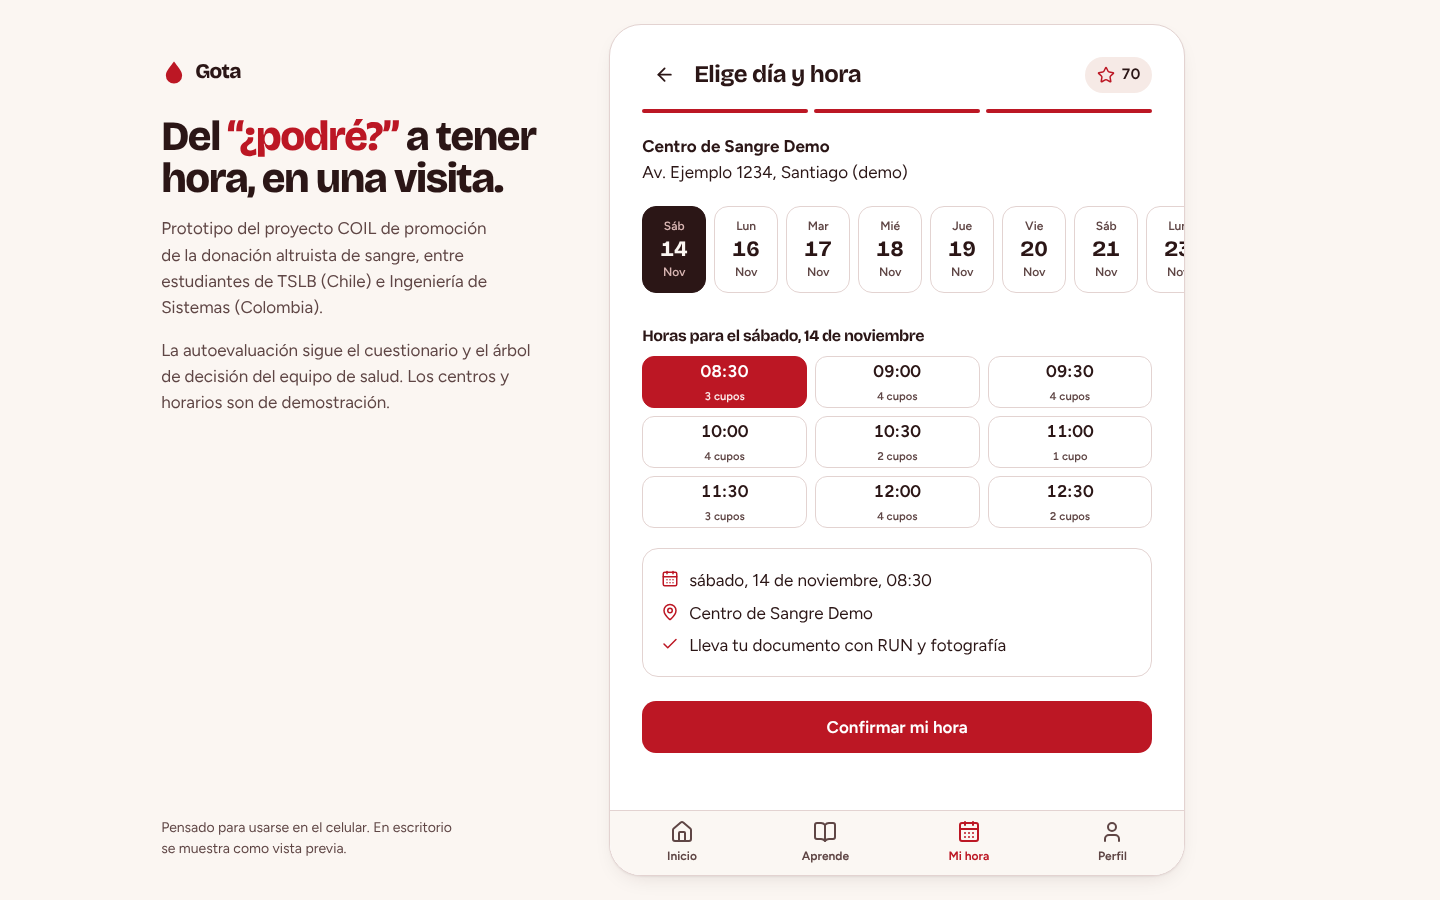 Gota
Del “¿podré?” a tener
hora, en una visita.
Prototipo del proyecto COIL de promoción
de la donación altruista de sangre, entre
estudiantes de TSLB (Chile) e Ingeniería de
Sistemas (Colombia).
La autoevaluación sigue el cuestionario y el árbol
de decisión del equipo de salud. Los centros y
horarios son de demostración.
Pensado para usarse en el celular. En escritorio
se muestra como vista previa.
Elige día y hora
70
Centro de Sangre Demo
Av. Ejemplo 1234, Santiago (demo)
Sáb
14
Nov
Lun
16
Nov
Mar
17
Nov
Mié
18
Nov
Jue
19
Nov
Vie
20
Nov
Sáb
21
Nov
Horas para el sábado, 14 de noviembre
08:30
3 cupos
09:00
4 cupos
09:30
4 cupos
10:00
4 cupos
10:30
2 cupos
11:00
1 cupo
11:30
3 cupos
12:00
4 cupos
12:30
2 cupos
sábado, 14 de noviembre, 08:30
Centro de Sangre Demo
Lleva tu documento con RUN y fotografía
Confirmar mi hora
Inicio
Aprende
Mi hora
Perfil